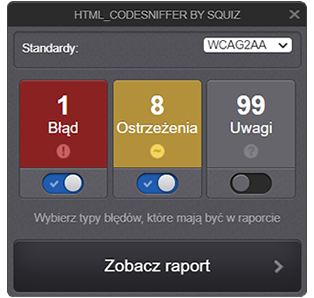 HTML_CODESNIFFER BY SQUIZ
Standardy: WCAG2AA
1 8 99
Błąd Ostrzeżenia Uwagi
Wybierz typy błędów, które mają być w raporcie
Zobacz raport